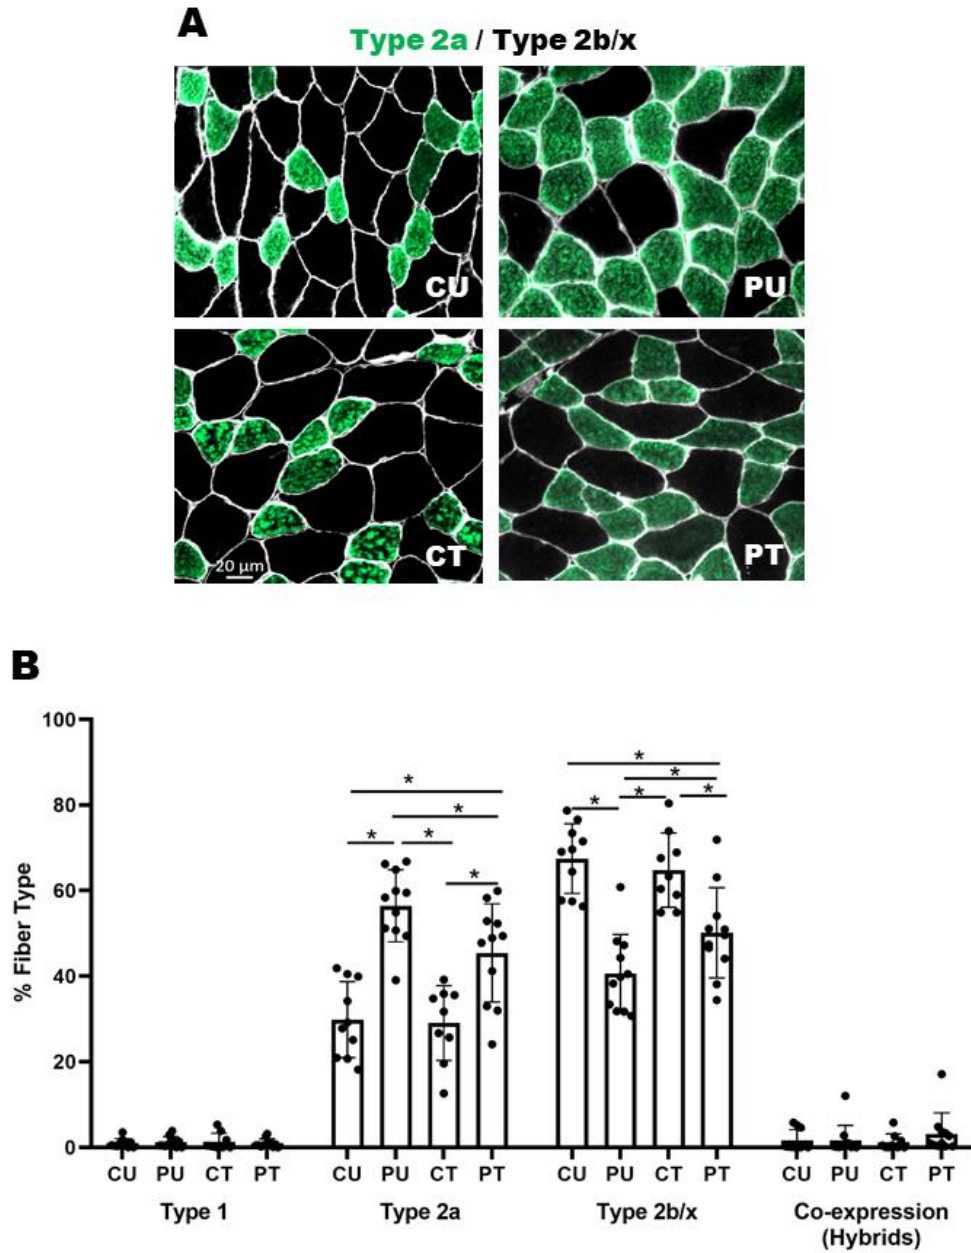 A
Type 2a / Type 2b/x
CU
PU
CT
20 µm
PT
B
% Fiber Type
100
80
60
40
20
0
* * * * *
* * * * *
CU PU CT PT CU PU CT PT CU PU CT PT CU PU CT PT
Type 1 Type 2a Type 2b/x Co-expression
(Hybrids)